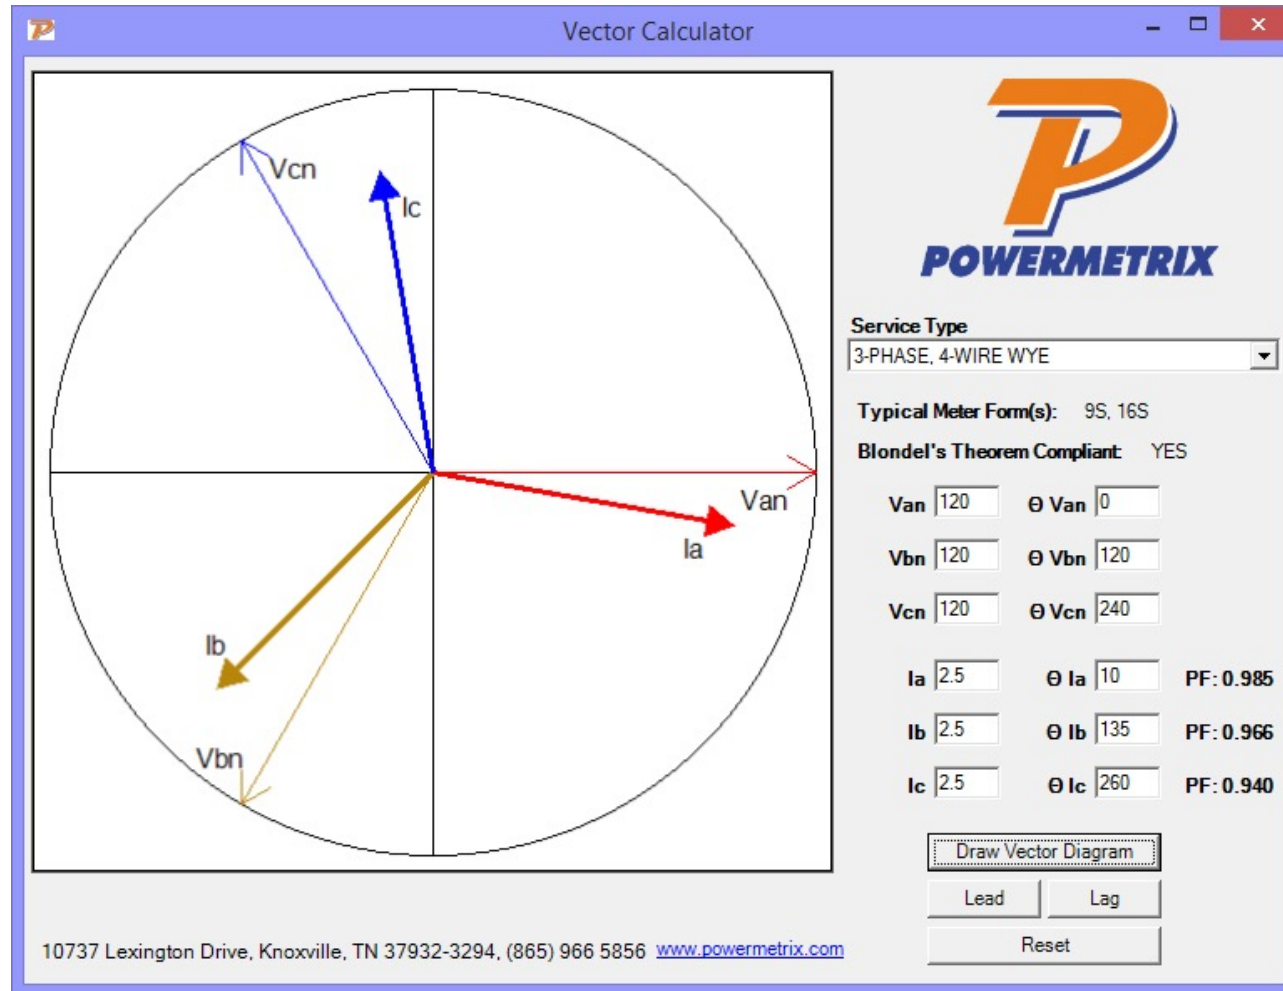 Vector Calculator
Vcn
Ic
Van
Ia
Ib
Vbn
P
POWERMETRIX
Service Type
3-PHASE, 4-WIRE WYE
Typical Meter Form(s): 9S, 16S
Blondel's Theorem Compliant: YES
Van 120 Θ Van 0
Vbn 120 Θ Vbn 120
Vcn 120 Θ Vcn 240
Ia 2.5 Θ Ia 10 PF: 0.985
Ib 2.5 Θ Ib 135 PF: 0.966
Ic 2.5 Θ Ic 260 PF: 0.940
Draw Vector Diagram
Lead Lag
Reset
10737 Lexington Drive, Knoxville, TN 37932-3294, (865) 966 5856 www.powermetrix.com